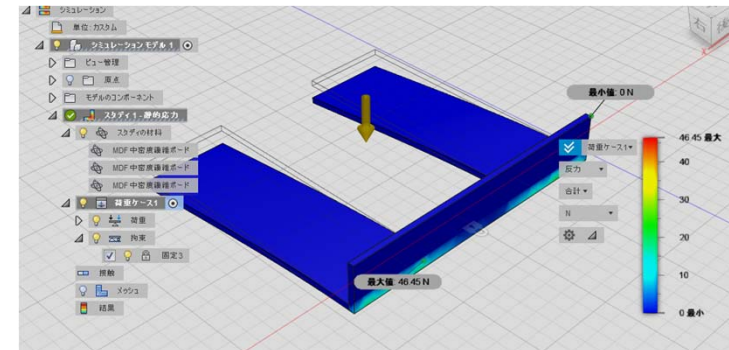 シミュレーション
単位: カスタム
シミュレーション モデル 1
ビュー管理
原点
モデルのコンポーネント
スタディ 1 - 静的応力
スタディの材料
MDF 中密度繊維ボード
MDF 中密度繊維ボード
MDF 中密度繊維ボード
荷重ケース1
荷重
拘束
固定3
接触
メッシュ
結果
最小値: 0 N
荷重ケース1
反力
合計
N
最大値: 46.45 N
46.45 最大
40
30
20
10
0 最小